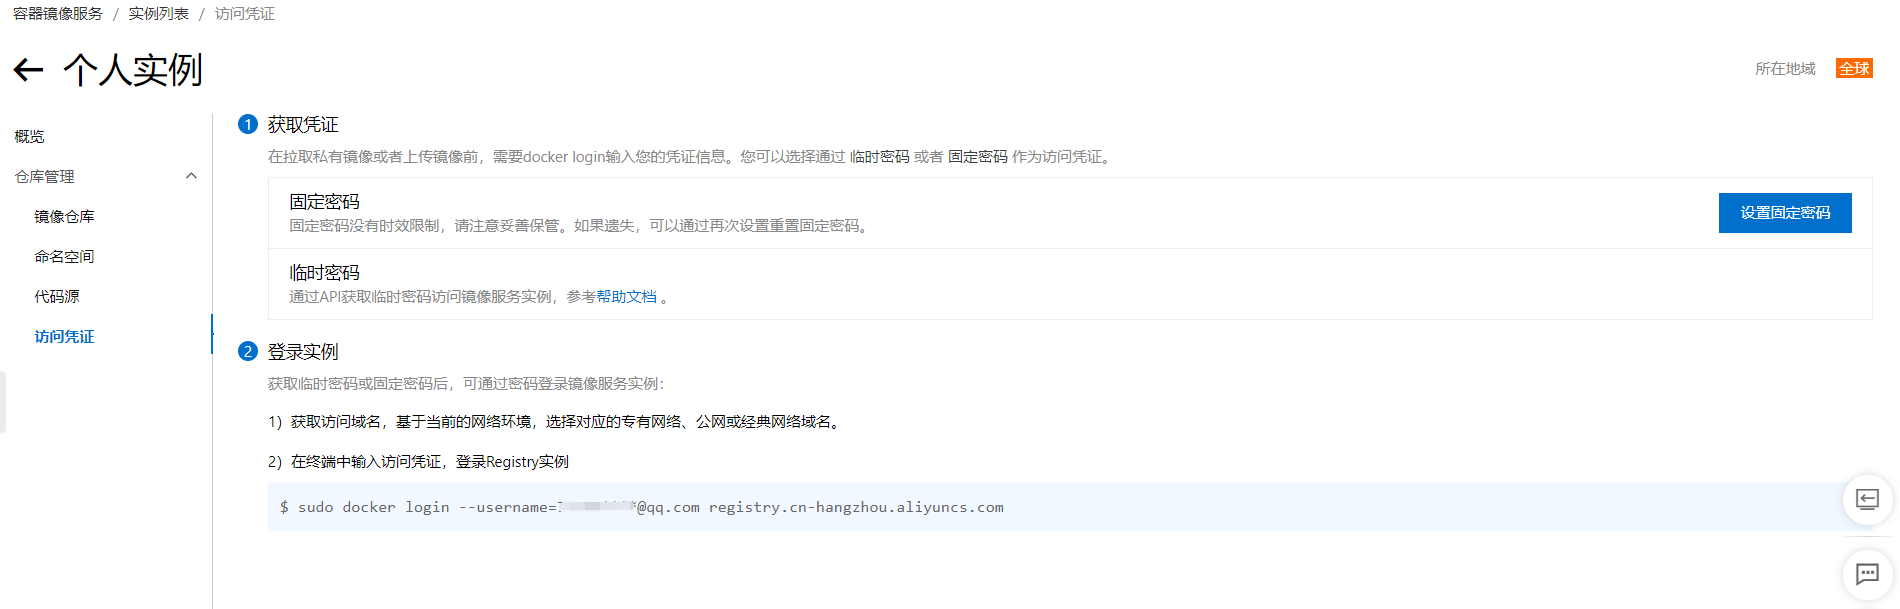 容器镜像服务 / 实例列表 / 访问凭证
个人实例
所在地域 全球
概览
仓库管理
镜像仓库
命名空间
代码源
访问凭证
1 获取凭证
在拉取私有镜像或者上传镜像前，需要docker login输入您的凭证信息。您可以选择通过 临时密码 或者 固定密码 作为访问凭证。
固定密码
固定密码没有时效限制，请注意妥善保管。如果遗失，可以通过再次设置重置固定密码。
设置固定密码
临时密码
通过API获取临时密码访问镜像服务实例，参考帮助文档 。
2 登录实例
获取临时密码或固定密码后，可通过密码登录镜像服务实例：
1) 获取访问域名，基于当前的网络环境，选择对应的专有网络、公网或经典网络域名。
2) 在终端中输入访问凭证，登录Registry实例
$ sudo docker login --username= @qq.com registry.cn-hangzhou.aliyuncs.com